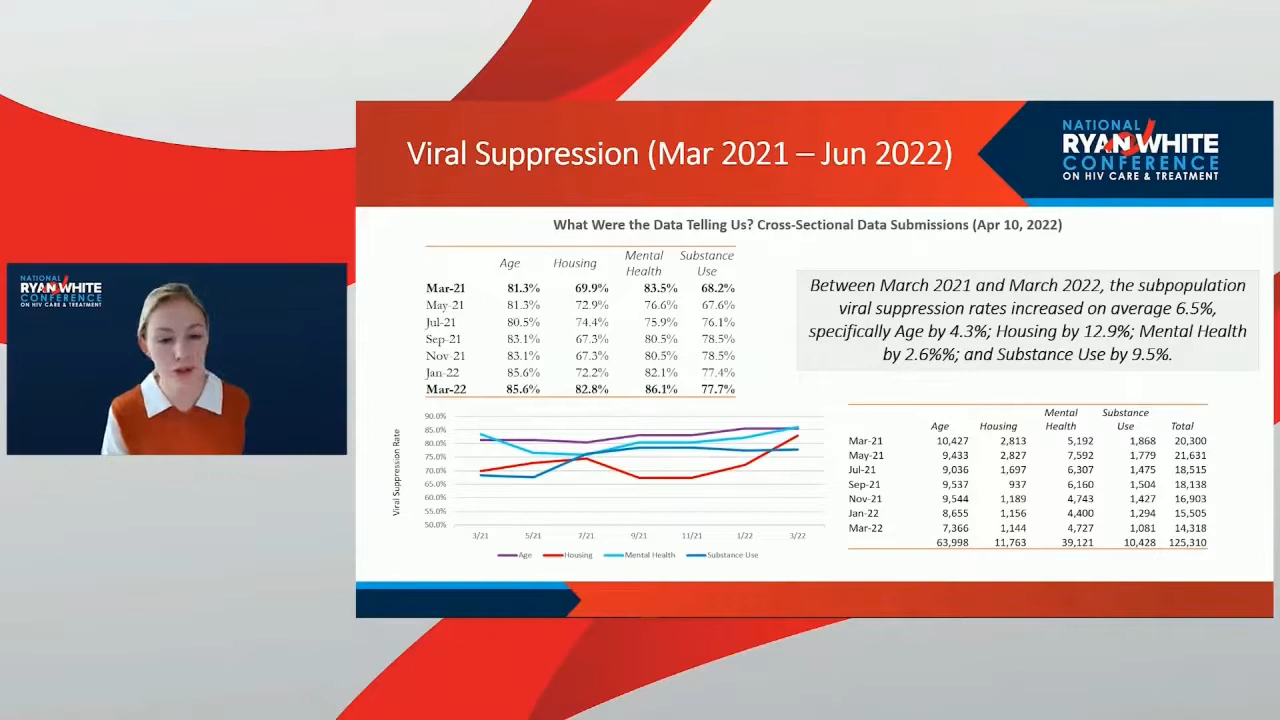 NATIONAL
RYAN WHITE
CONFERENCE
ON HIV CARE & TREATMENT
Viral Suppression (Mar 2021 – Jun 2022)
NATIONAL
RYAN WHITE
CONFERENCE
ON HIV CARE & TREATMENT
What Were the Data Telling Us? Cross-Sectional Data Submissions (Apr 10, 2022)
Age Housing Mental Health Substance Use
Mar-21 81.3% 69.9% 83.5% 68.2%
May-21 81.3% 72.9% 76.6% 67.6%
Jul-21 80.5% 74.4% 75.9% 76.1%
Sep-21 83.1% 67.3% 80.5% 78.5%
Nov-21 83.1% 67.3% 80.5% 78.5%
Jan-22 85.6% 72.2% 82.1% 77.4%
Mar-22 85.6% 82.8% 86.1% 77.7%
Between March 2021 and March 2022, the subpopulation
viral suppression rates increased on average 6.5%,
specifically Age by 4.3%; Housing by 12.9%; Mental Health
by 2.6%%; and Substance Use by 9.5%.
Viral Suppression Rate
90.0%
85.0%
80.0%
75.0%
70.0%
65.0%
60.0%
55.0%
50.0%
3/21 5/21 7/21 9/21 11/21 1/22 3/22
Age Housing Mental Health Substance Use
Age Housing Mental Health Substance Use Total
Mar-21 10,427 2,813 5,192 1,868 20,300
May-21 9,433 2,827 7,592 1,779 21,631
Jul-21 9,036 1,697 6,307 1,475 18,515
Sep-21 9,537 937 6,160 1,504 18,138
Nov-21 9,544 1,189 4,743 1,427 16,903
Jan-22 8,655 1,156 4,400 1,294 15,505
Mar-22 7,366 1,144 4,727 1,081 14,318
63,998 11,763 39,121 10,428 125,310